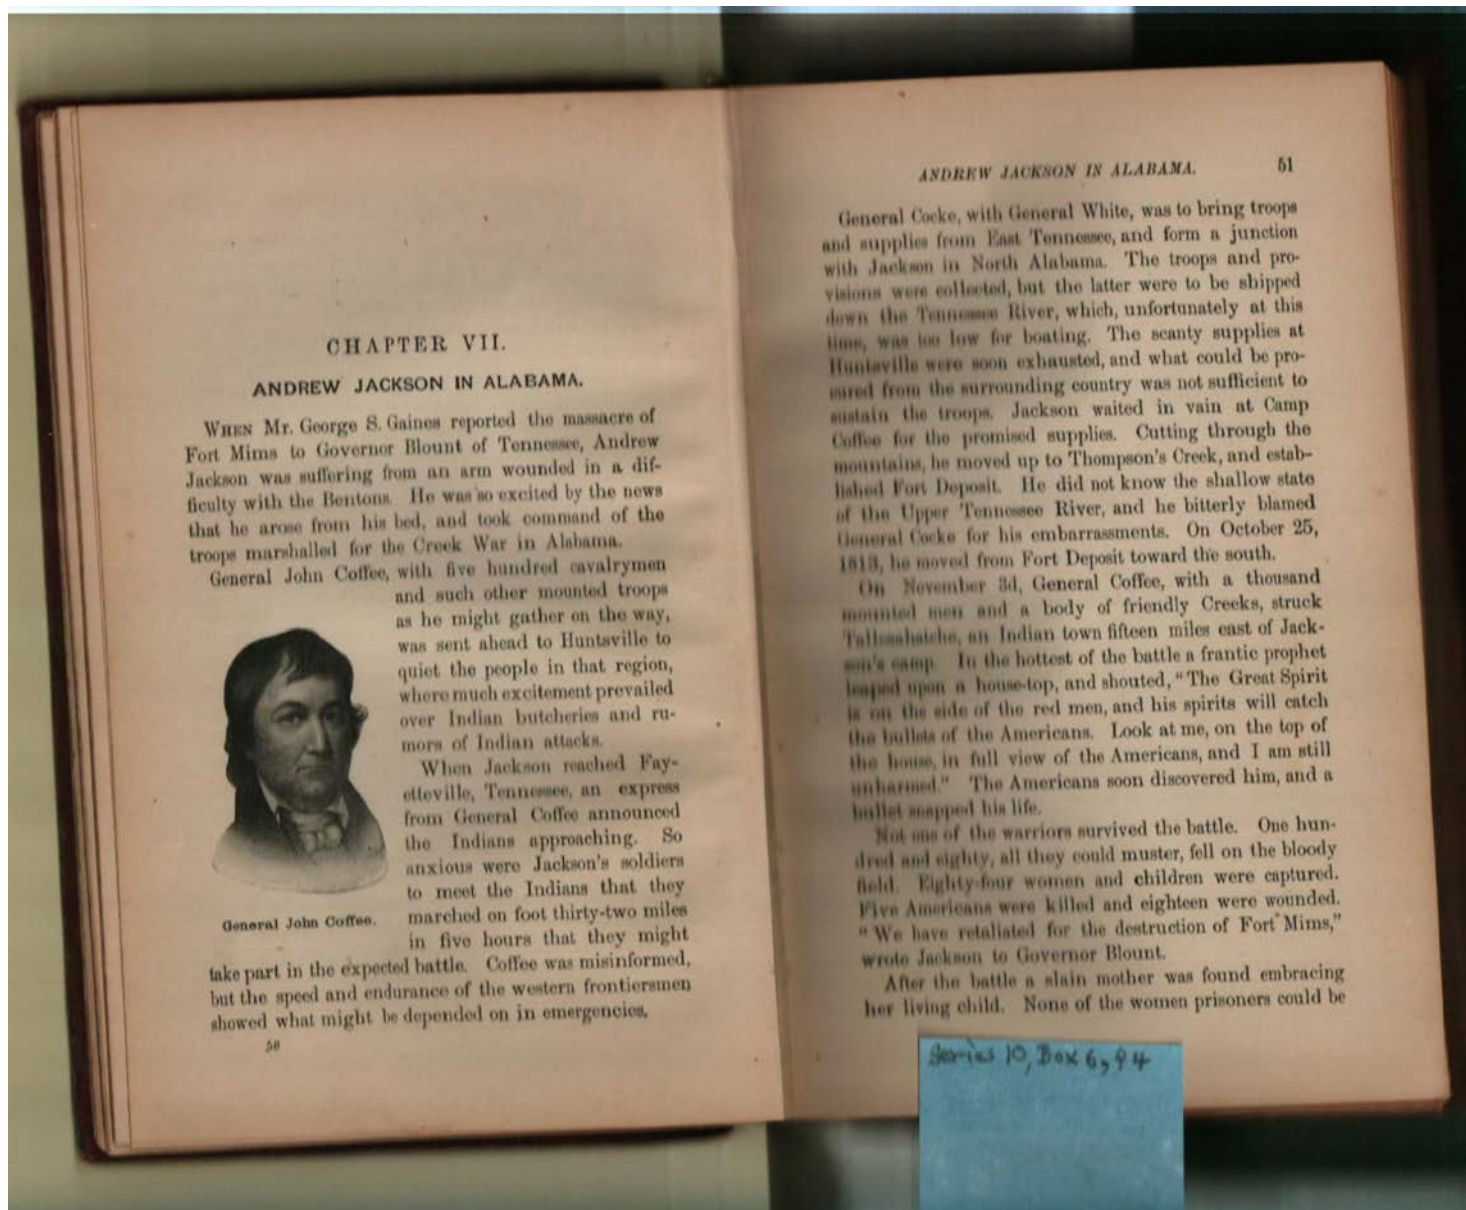 CHAPTER VII.
ANDREW JACKSON IN ALABAMA.
WHEN Mr. George S. Gaines reported the massacre of
Fort Mims to Governor Blount of Tennessee, Andrew
Jackson was suffering from an arm wounded in a dif-
ficulty with the Bentons. He was so excited by the news
that he arose from his bed, and took command of the
troops marshalled for the Creek War in Alabama.
General John Coffee, with five hundred cavalrymen
and such other mounted troops
as he might gather on the way,
was sent ahead to Huntsville to
quiet the people in that region,
where much excitement prevailed
over Indian butcheries and ru-
mors of Indian attacks.
When Jackson reached Fay-
etteville, Tennessee, an express
from General Coffee announced
the Indians approaching. So
anxious were Jackson's soldiers
to meet the Indians that they
marched on foot thirty-two miles
in five hours that they might
General John Coffee.
take part in the expected battle. Coffee was misinformed,
but the speed and endurance of the western frontiersmen
showed what might be depended on in emergencies.
50
ANDREW JACKSON IN ALABAMA. 51
General Cocke, with General White, was to bring troops
and supplies from East Tennessee, and form a junction
with Jackson in North Alabama. The troops and pro-
visions were collected, but the latter were to be shipped
down the Tennessee River, which, unfortunately at this
time, was too low for boating. The scanty supplies at
Huntsville were soon exhausted, and what could be pro-
cured from the surrounding country was not sufficient to
sustain the troops. Jackson waited in vain at Camp
Coffee for the promised supplies. Cutting through the
mountains, he moved up to Thompson's Creek, and estab-
lished Fort Deposit. He did not know the shallow state
of the Upper Tennessee River, and he bitterly blamed
General Cocke for his embarrassments. On October 25,
1813, he moved from Fort Deposit toward the south.
On November 3d, General Coffee, with a thousand
mounted men and a body of friendly Creeks, struck
Tallasahatche, an Indian town fifteen miles east of Jack-
son's camp. In the hottest of the battle a frantic prophet
leaped upon a house-top, and shouted, "The Great Spirit
is on the side of the red men, and his spirits will catch
the bullets of the Americans. Look at me, on the top of
the house, in full view of the Americans, and I am still
unharmed." The Americans soon discovered him, and a
bullet snapped his life.
Not one of the warriors survived the battle. One hun-
dred and eighty, all they could muster, fell on the bloody
field. Eighty-four women and children were captured.
Five Americans were killed and eighteen were wounded.
"We have retaliated for the destruction of Fort Mims,"
wrote Jackson to Governor Blount.
After the battle a slain mother was found embracing
her living child. None of the women prisoners could be
Series 10, Box 6, 94